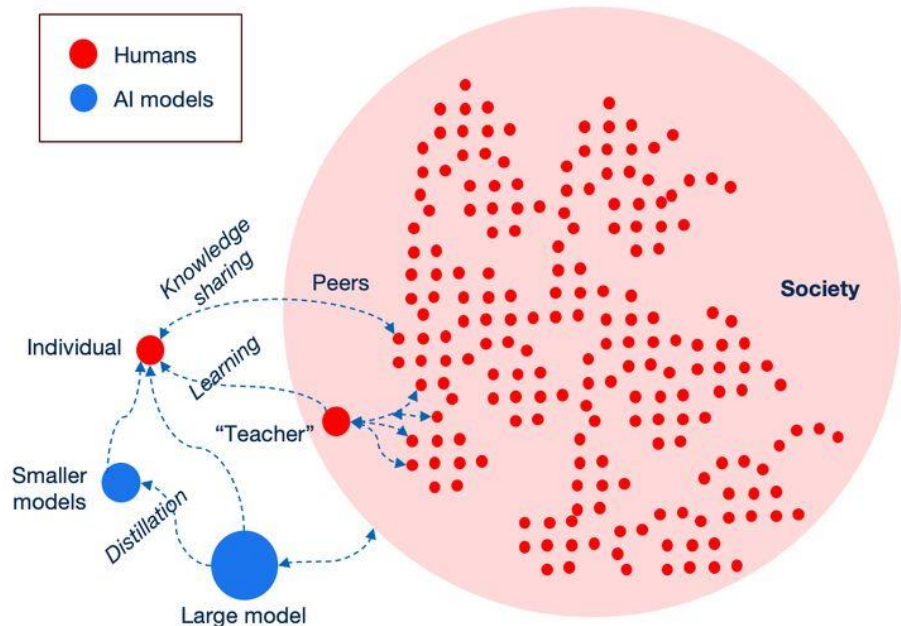 Humans
AI models
Knowledge
sharing
Peers
Society
Individual
Learning
“Teacher”
Smaller
models
Distillation
Large model